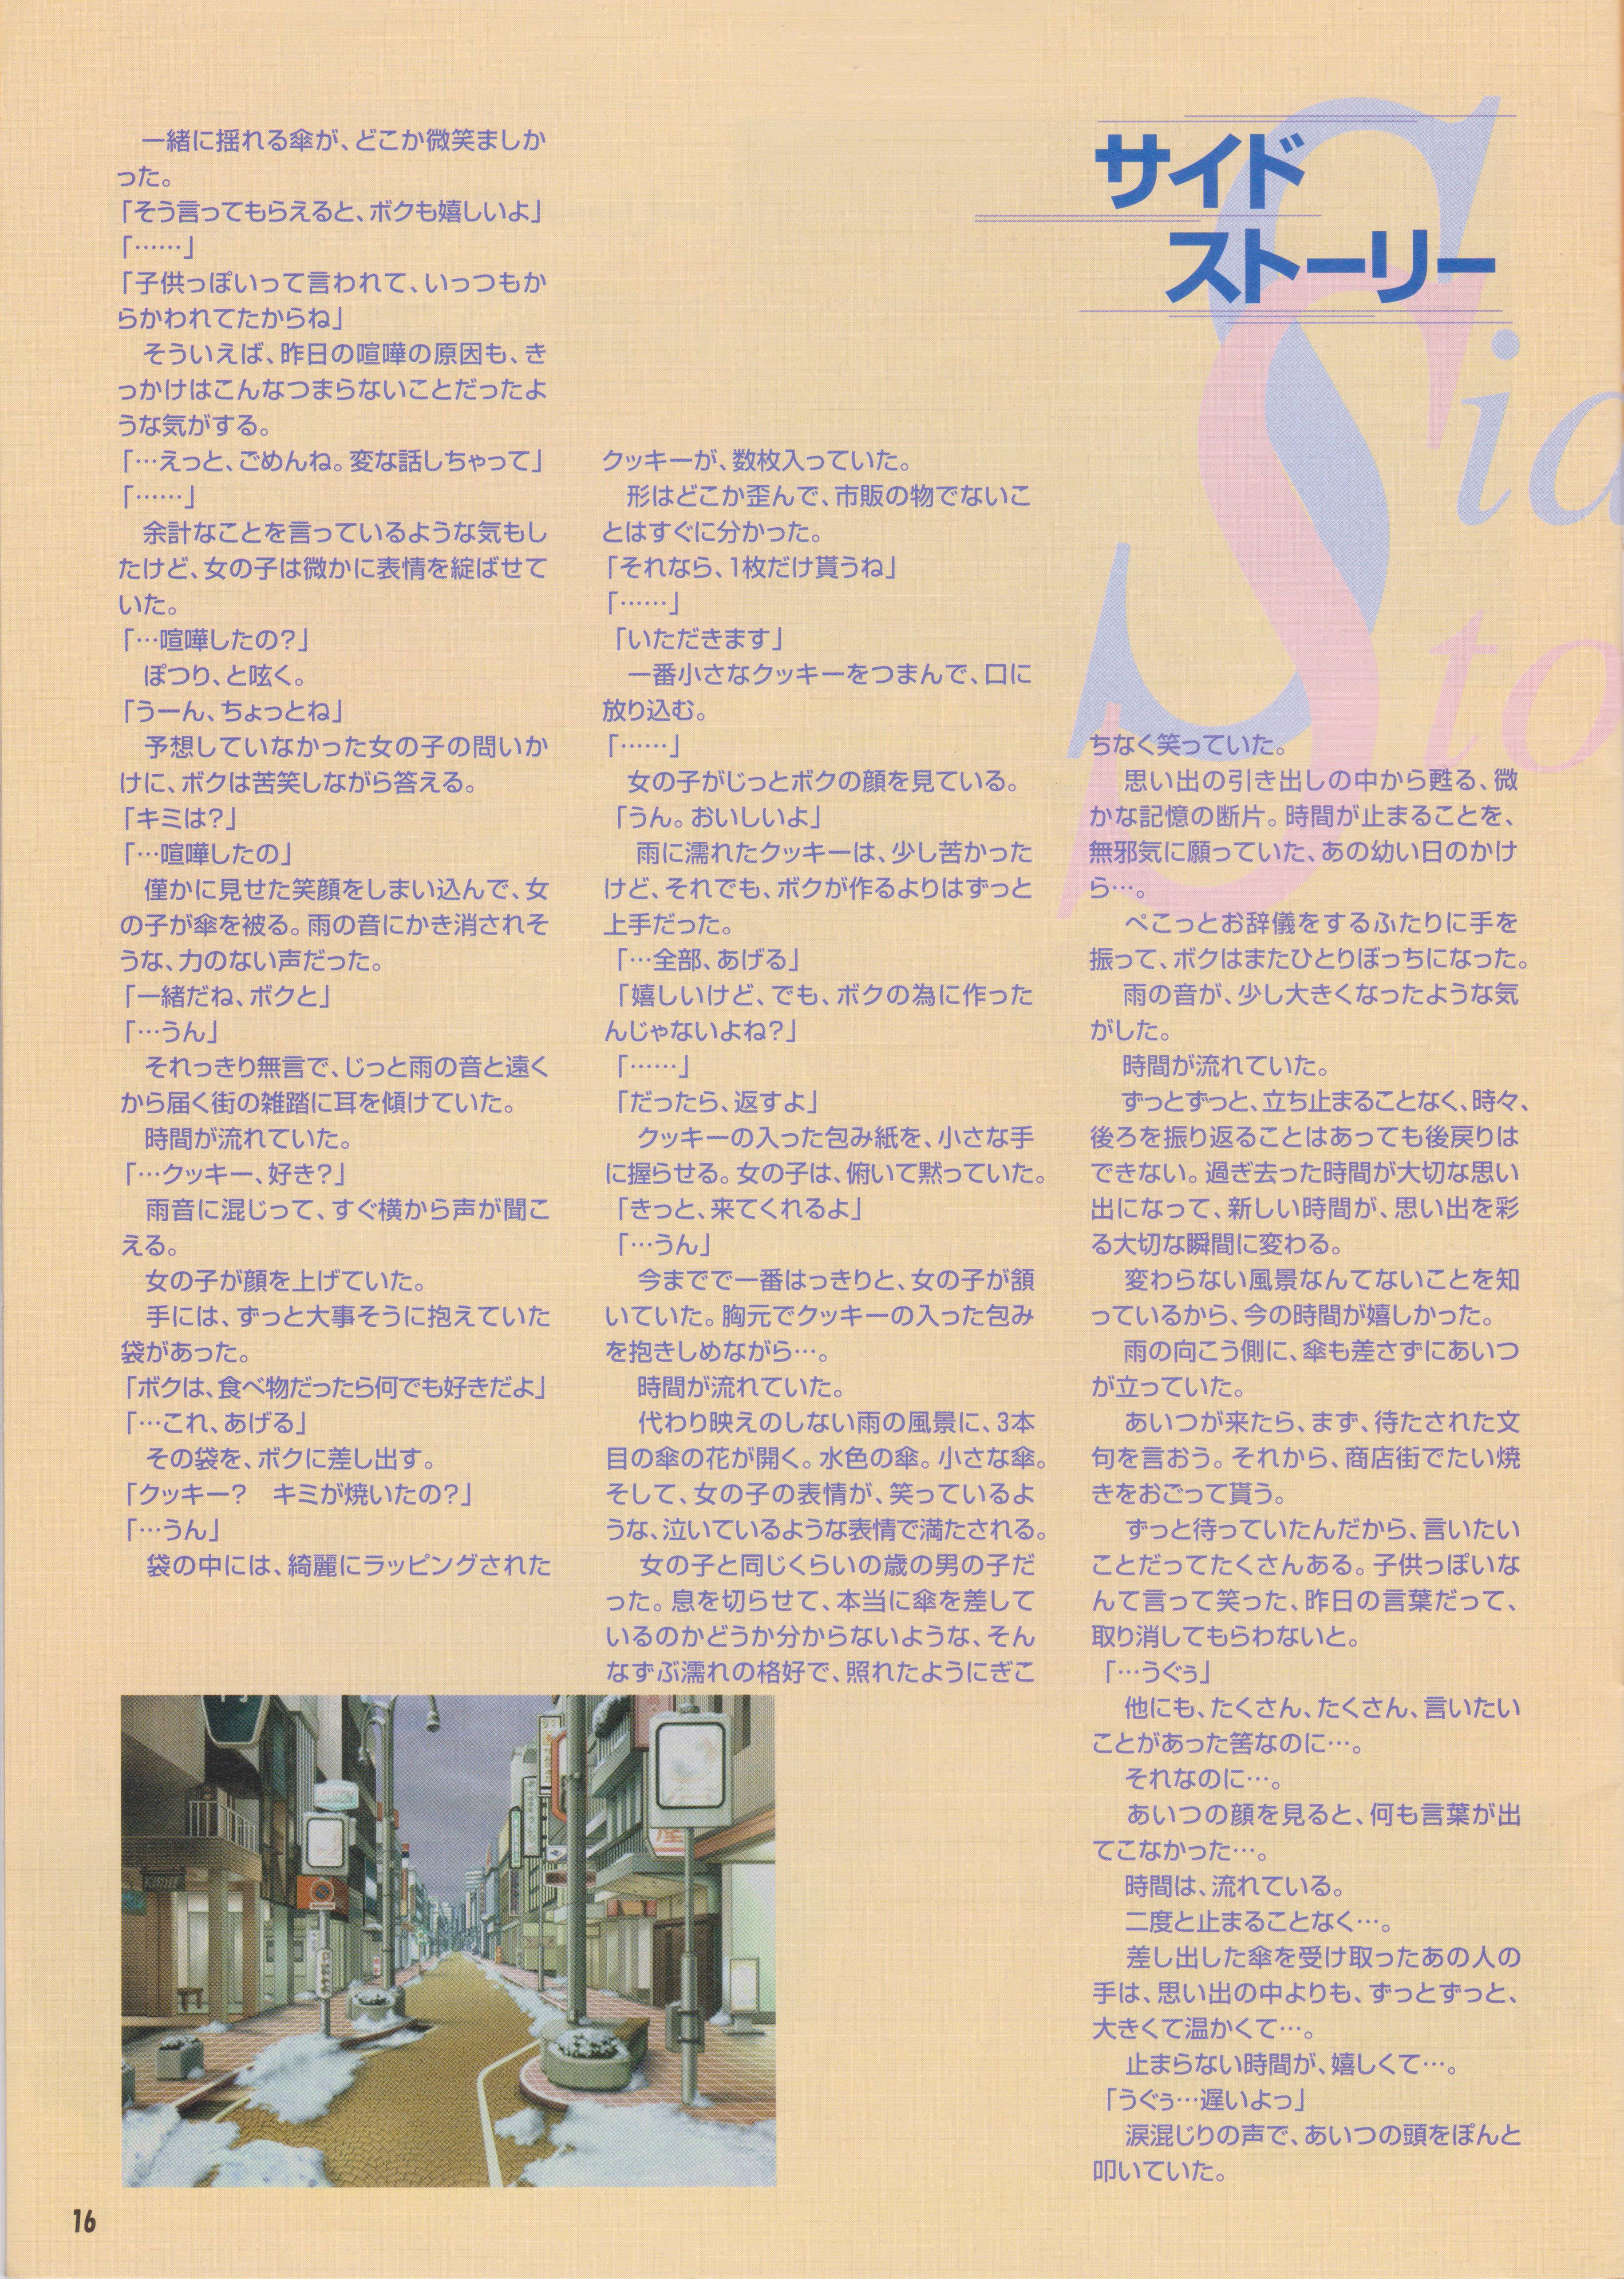 サイド
ストーリー
Sid
Sto
一緒に揺れる傘が、どこか微笑ましか
った。
「そう言ってもらえると、ボクも嬉しいよ」
「……」
「子供っぽいって言われて、いっつもか
らかわれてたからね」
そういえば、昨日の喧嘩の原因も、き
っかけはこんなつまらないことだったよ
うな気がする。
「…えっと、ごめんね。変な話しちゃって」
「……」
余計なことを言っているような気もし
たけど、女の子は微かに表情を綻ばせて
いた。
「…喧嘩したの?」
ぽつり、と呟く。
「うーん、ちょっとね」
予想していなかった女の子の問いか
けに、ボクは苦笑しながら答える。
「キミは?」
「…喧嘩したの」
僅かに見せた笑顔をしまい込んで、女
の子が傘を被る。雨の音にかき消されそ
うな、力のない声だった。
「一緒だね、ボクと」
「…うん」
それっきり無言で、じっと雨の音と遠く
から届く街の雑踏に耳を傾けていた。
時間が流れていた。
「…クッキー、好き?」
雨音に混じって、すぐ横から声が聞こ
える。
女の子が顔を上げていた。
手には、ずっと大事そうに抱えていた
袋があった。
「ボクは、食べ物だったら何でも好きだよ」
「…これ、あげる」
その袋を、ボクに差し出す。
「クッキー?　キミが焼いたの?」
「…うん」
袋の中には、綺麗にラッピングされた
クッキーが、数枚入っていた。
形はどこか歪んで、市販の物でないこ
とはすぐに分かった。
「それなら、1枚だけ貰うね」
「……」
「いただきます」
一番小さなクッキーをつまんで、口に
放り込む。
「……」
女の子がじっとボクの顔を見ている。
「うん。おいしいよ」
雨に濡れたクッキーは、少し苦かった
けど、それでも、ボクが作るよりはずっと
上手だった。
「…全部、あげる」
「嬉しいけど、でも、ボクの為に作った
んじゃないよね?」
「……」
「だったら、返すよ」
クッキーの入った包み紙を、小さな手
に握らせる。女の子は、俯いて黙っていた。
「きっと、来てくれるよ」
「…うん」
今までで一番はっきりと、女の子が頷
いていた。胸元でクッキーの入った包み
を抱きしめながら…。
時間が流れていた。
代わり映えのしない雨の風景に、3本
目の傘の花が開く。水色の傘。小さな傘。
そして、女の子の表情が、笑っているよ
うな、泣いているような表情で満たされる。
女の子と同じくらいの歳の男の子だ
った。息を切らせて、本当に傘を差して
いるのかどうか分からないような、そん
なずぶ濡れの格好で、照れたようにぎこ
ちなく笑っていた。
思い出の引き出しの中から甦る、微
かな記憶の断片。時間が止まることを、
無邪気に願っていた、あの幼い日のかけ
ら…。
ぺこっとお辞儀をするふたりに手を
振って、ボクはまたひとりぼっちになった。
雨の音が、少し大きくなったような気
がした。
時間が流れていた。
ずっとずっと、立ち止まることなく、時々、
後ろを振り返ることはあっても後戻りは
できない。過ぎ去った時間が大切な思い
出になって、新しい時間が、思い出を彩
る大切な瞬間に変わる。
変わらない風景なんてないことを知
っているから、今の時間が嬉しかった。
雨の向こう側に、傘も差さずにあいつ
が立っていた。
あいつが来たら、まず、待たされた文
句を言おう。それから、商店街でたい焼
きをおごって貰う。
ずっと待っていたんだから、言いたい
ことだってたくさんある。子供っぽいな
んて言って笑った、昨日の言葉だって、
取り消してもらわないと。
「…うぐぅ」
他にも、たくさん、たくさん、言いたい
ことがあった筈なのに…。
それなのに…。
あいつの顔を見ると、何も言葉が出
てこなかった…。
時間は、流れている。
二度と止まることなく…。
差し出した傘を受け取ったあの人の
手は、思い出の中よりも、ずっとずっと、
大きくて温かくて…。
止まらない時間が、嬉しくて…。
「うぐぅ…遅いよっ」
涙混じりの声で、あいつの頭をぽんと
叩いていた。
16